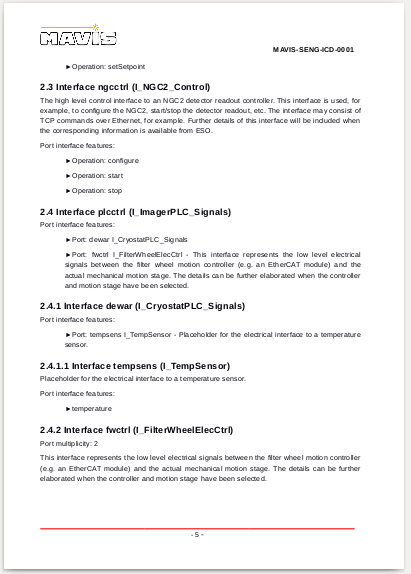 MAVIS
MAVIS-SENG-ICD-0001
►Operation: setSetpoint
2.3 Interface ngcctrl (I_NGC2_Control)
The high level control interface to an NGC2 detector readout controller. This interface is used, for
example, to configure the NGC2, start/stop the detector readout, etc. The interface may consist of
TCP commands over Ethernet, for example. Further details of this interface will be included when
the corresponding information is available from ESO.
Port interface features:
►Operation: configure
►Operation: start
►Operation: stop
2.4 Interface plcctrl (I_ImagerPLC_Signals)
Port interface features:
►Port: dewar I_CryostatPLC_Signals
►Port: fwctrl I_FilterWheelElecCtrl - This interface represents the low level electrical
signals between the filter wheel motion controller (e.g. an EtherCAT module) and the
actual mechanical motion stage. The details can be further elaborated when the controller
and motion stage have been selected.
2.4.1 Interface dewar (I_CryostatPLC_Signals)
Port interface features:
►Port: tempsens I_TempSensor - Placeholder for the electrical interface to a temperature
sensor.
2.4.1.1 Interface tempsens (I_TempSensor)
Placeholder for the electrical interface to a temperature sensor.
Port interface features:
►temperature
2.4.2 Interface fwctrl (I_FilterWheelElecCtrl)
Port multiplicity: 2
This interface represents the low level electrical signals between the filter wheel motion controller
(e.g. an EtherCAT module) and the actual mechanical motion stage. The details can be further
elaborated when the controller and motion stage have been selected.
- 5 -